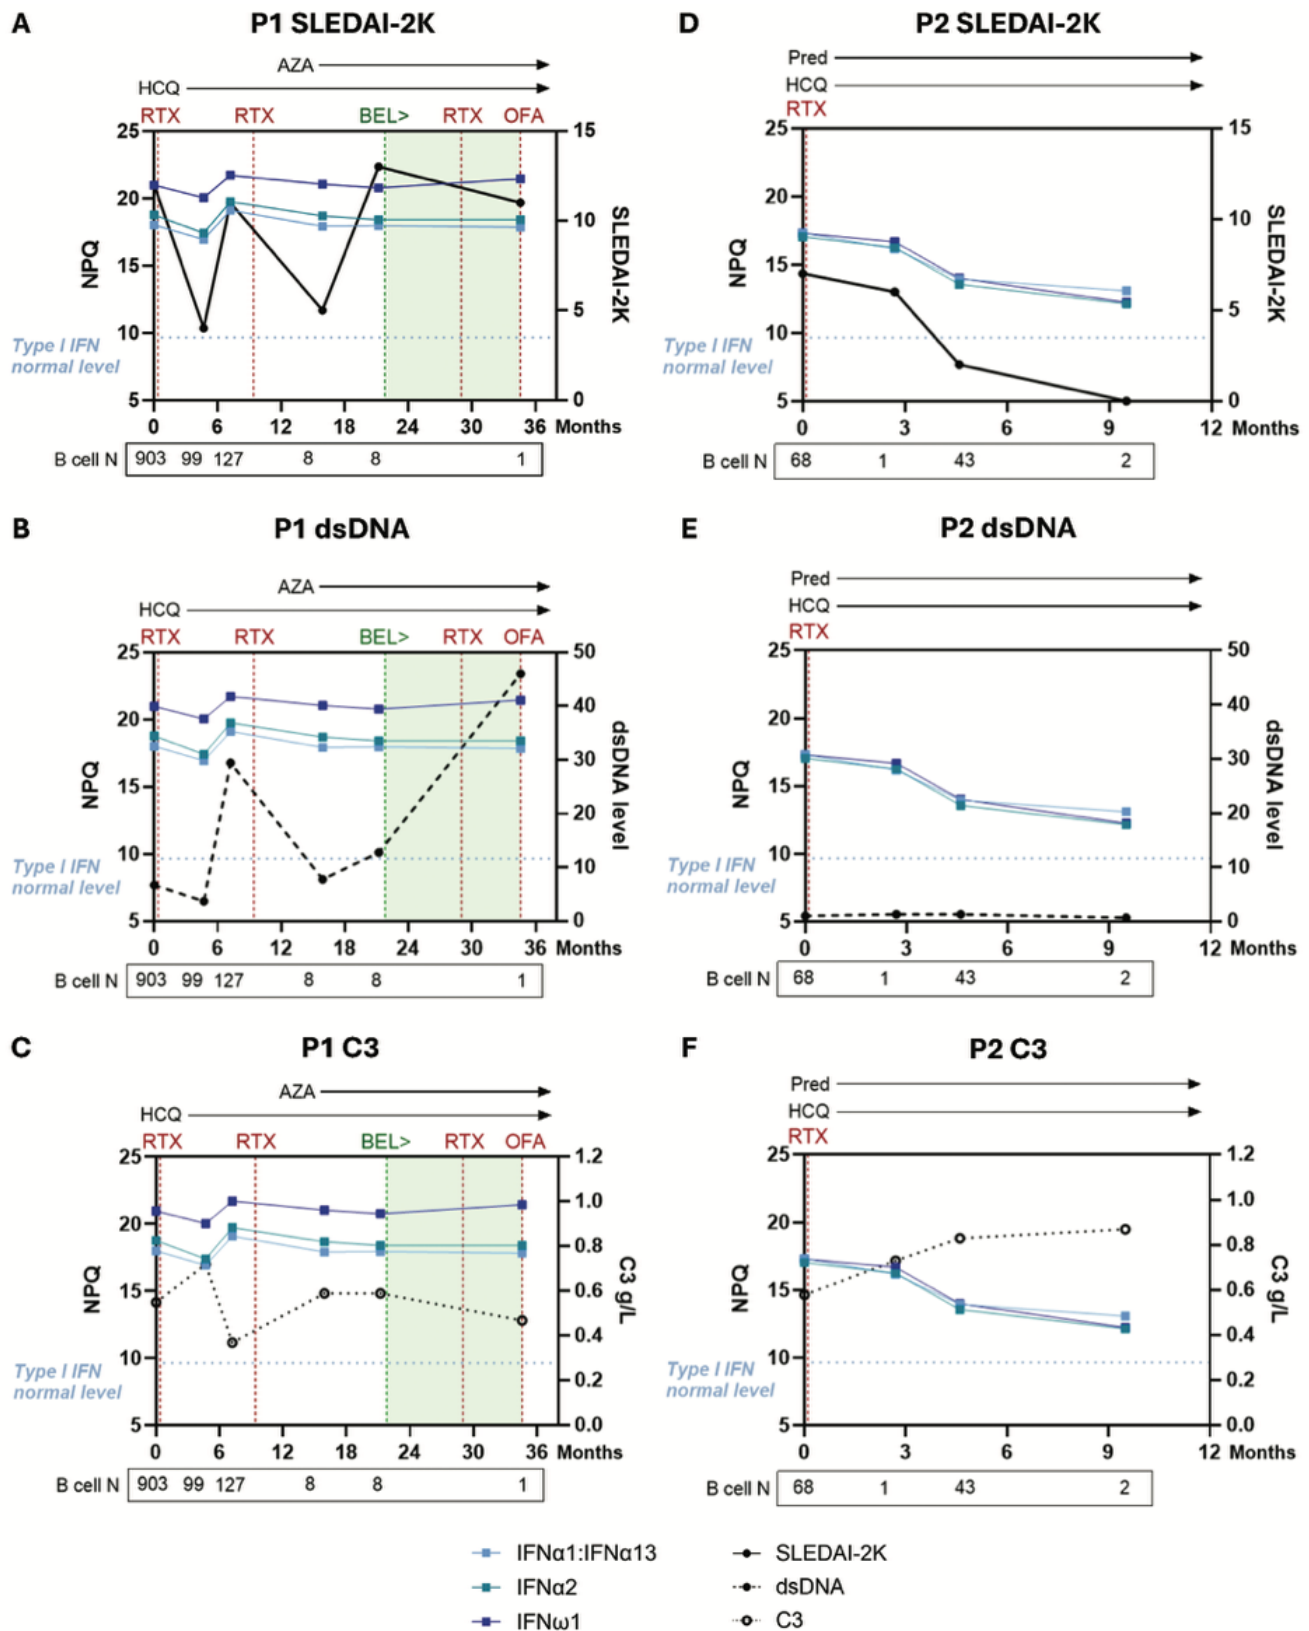 A
P1 SLEDAI-2K
AZA
HCQ
RTX RTX BEL> RTX OFA
25 20 15 10 5
NPQ
15 10 5 0
SLEDAI-2K
Type I IFN
normal level
0 6 12 18 24 30 36 Months
B cell N 903 99 127 8 8 1
D
P2 SLEDAI-2K
Pred
HCQ
RTX
25 20 15 10 5
NPQ
15 10 5 0
SLEDAI-2K
Type I IFN
normal level
0 3 6 9 12 Months
B cell N 68 1 43 2
B
P1 dsDNA
AZA
HCQ
RTX RTX BEL> RTX OFA
25 20 15 10 5
NPQ
50 40 30 20 10 0
dsDNA level
Type I IFN
normal level
0 6 12 18 24 30 36 Months
B cell N 903 99 127 8 8 1
E
P2 dsDNA
Pred
HCQ
RTX
25 20 15 10 5
NPQ
50 40 30 20 10 0
dsDNA level
Type I IFN
normal level
0 3 6 9 12 Months
B cell N 68 1 43 2
C
P1 C3
AZA
HCQ
RTX RTX BEL> RTX OFA
25 20 15 10 5
NPQ
1.2 1.0 0.8 0.6 0.4 0.2 0.0
C3 g/L
Type I IFN
normal level
0 6 12 18 24 30 36 Months
B cell N 903 99 127 8 8 1
F
P2 C3
Pred
HCQ
RTX
25 20 15 10 5
NPQ
1.2 1.0 0.8 0.6 0.4 0.2 0.0
C3 g/L
Type I IFN
normal level
0 3 6 9 12 Months
B cell N 68 1 43 2
IFNα1:IFNα13
IFNα2
IFNω1
SLEDAI-2K
dsDNA
C3